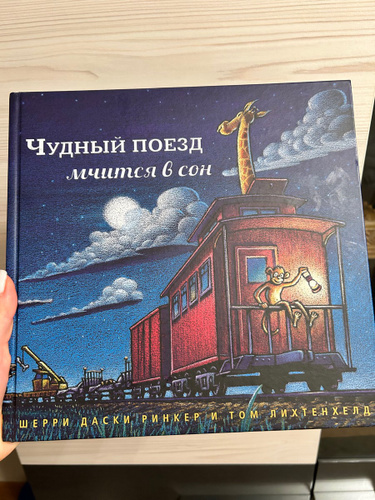 Чудный поезд
мчится в сон
Шерри Даски Ринкер и Том Лихтенхелд